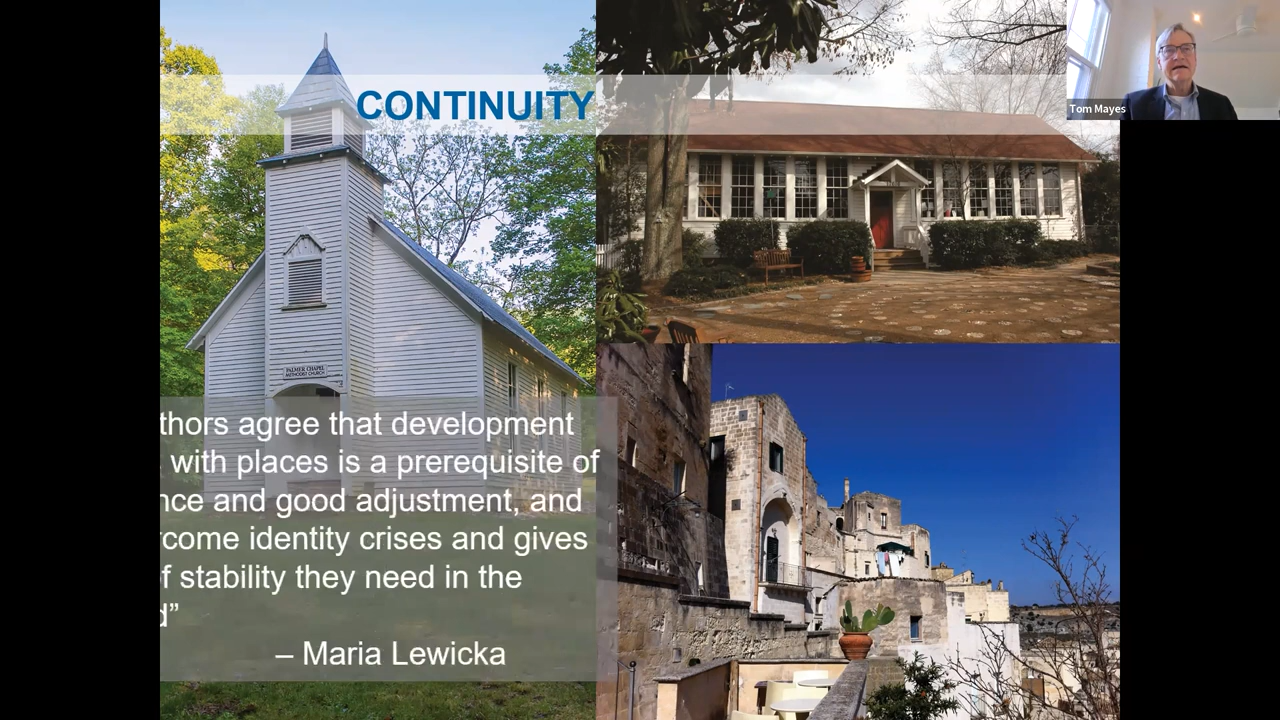 CONTINUITY
Tom Mayes
PALMER CHAPEL
METHODIST CHURCH
thors agree that development
with places is a prerequisite of
nce and good adjustment, and
rcome identity crises and gives
f stability they need in the
d”
– Maria Lewicka